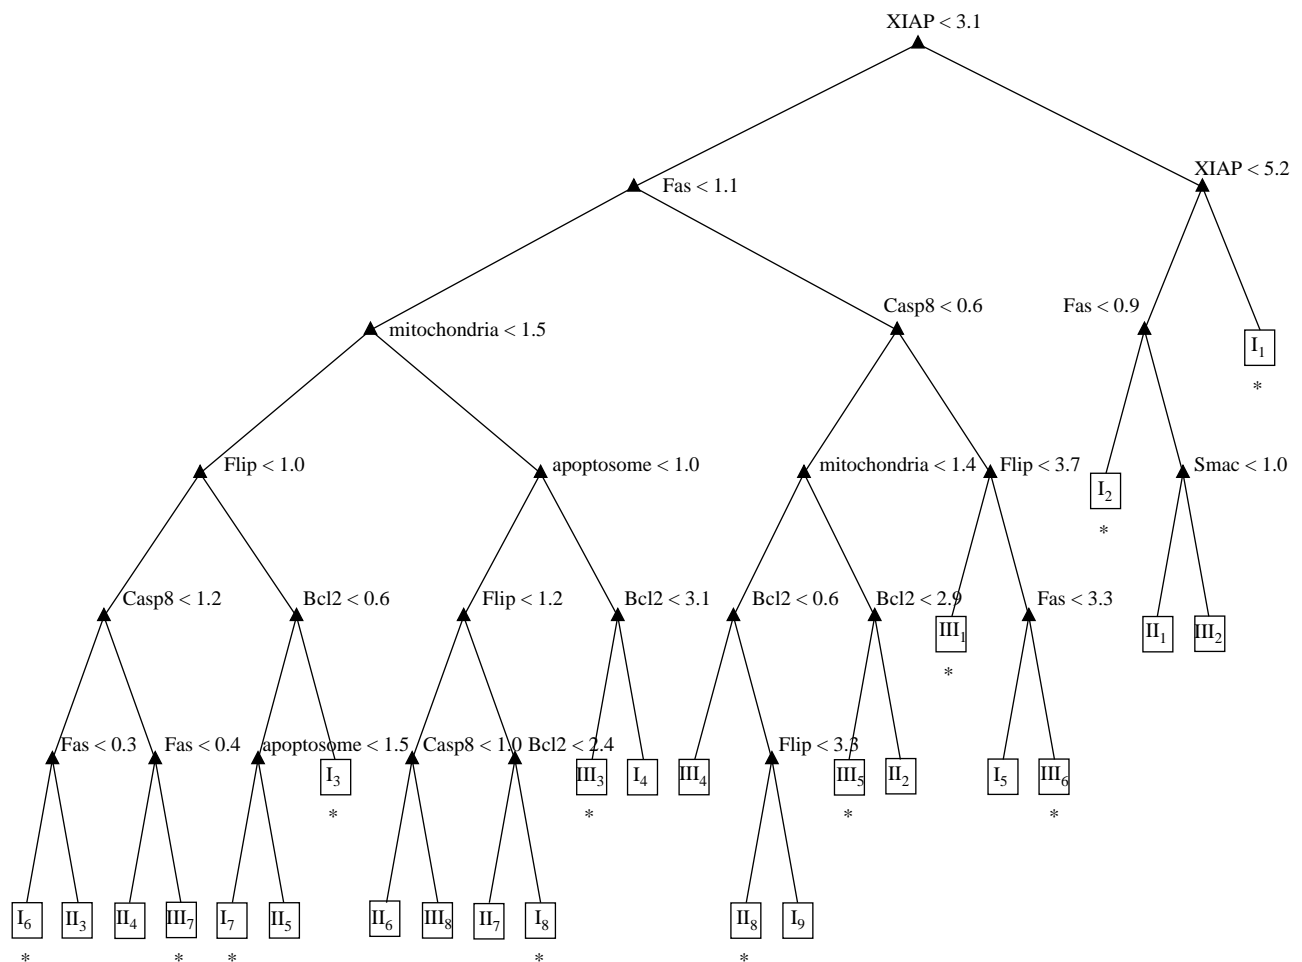 XIAP < 3.1
Fas < 1.1
XIAP < 5.2
mitochondria < 1.5
Casp8 < 0.6
Fas < 0.9
I₁
*
Flip < 1.0
apoptosome < 1.0
mitochondria < 1.4
Flip < 3.7
I₂
*
Smac < 1.0
Casp8 < 1.2
Bcl2 < 0.6
Flip < 1.2
Bcl2 < 3.1
Bcl2 < 0.6
Bcl2 < 2.9
III₁
*
Fas < 3.3
II₁
III₂
Fas < 0.3
Fas < 0.4
apoptosome < 1.5
I₃
*
Casp8 < 1.0
Bcl2 < 2.4
III₃
*
I₄
III₄
Flip < 3.3
III₅
*
II₂
I₅
III₆
*
I₆
*
II₃
II₄
III₇
*
I₇
*
II₅
II₆
III₈
II₇
I₈
*
II₈
*
I₉